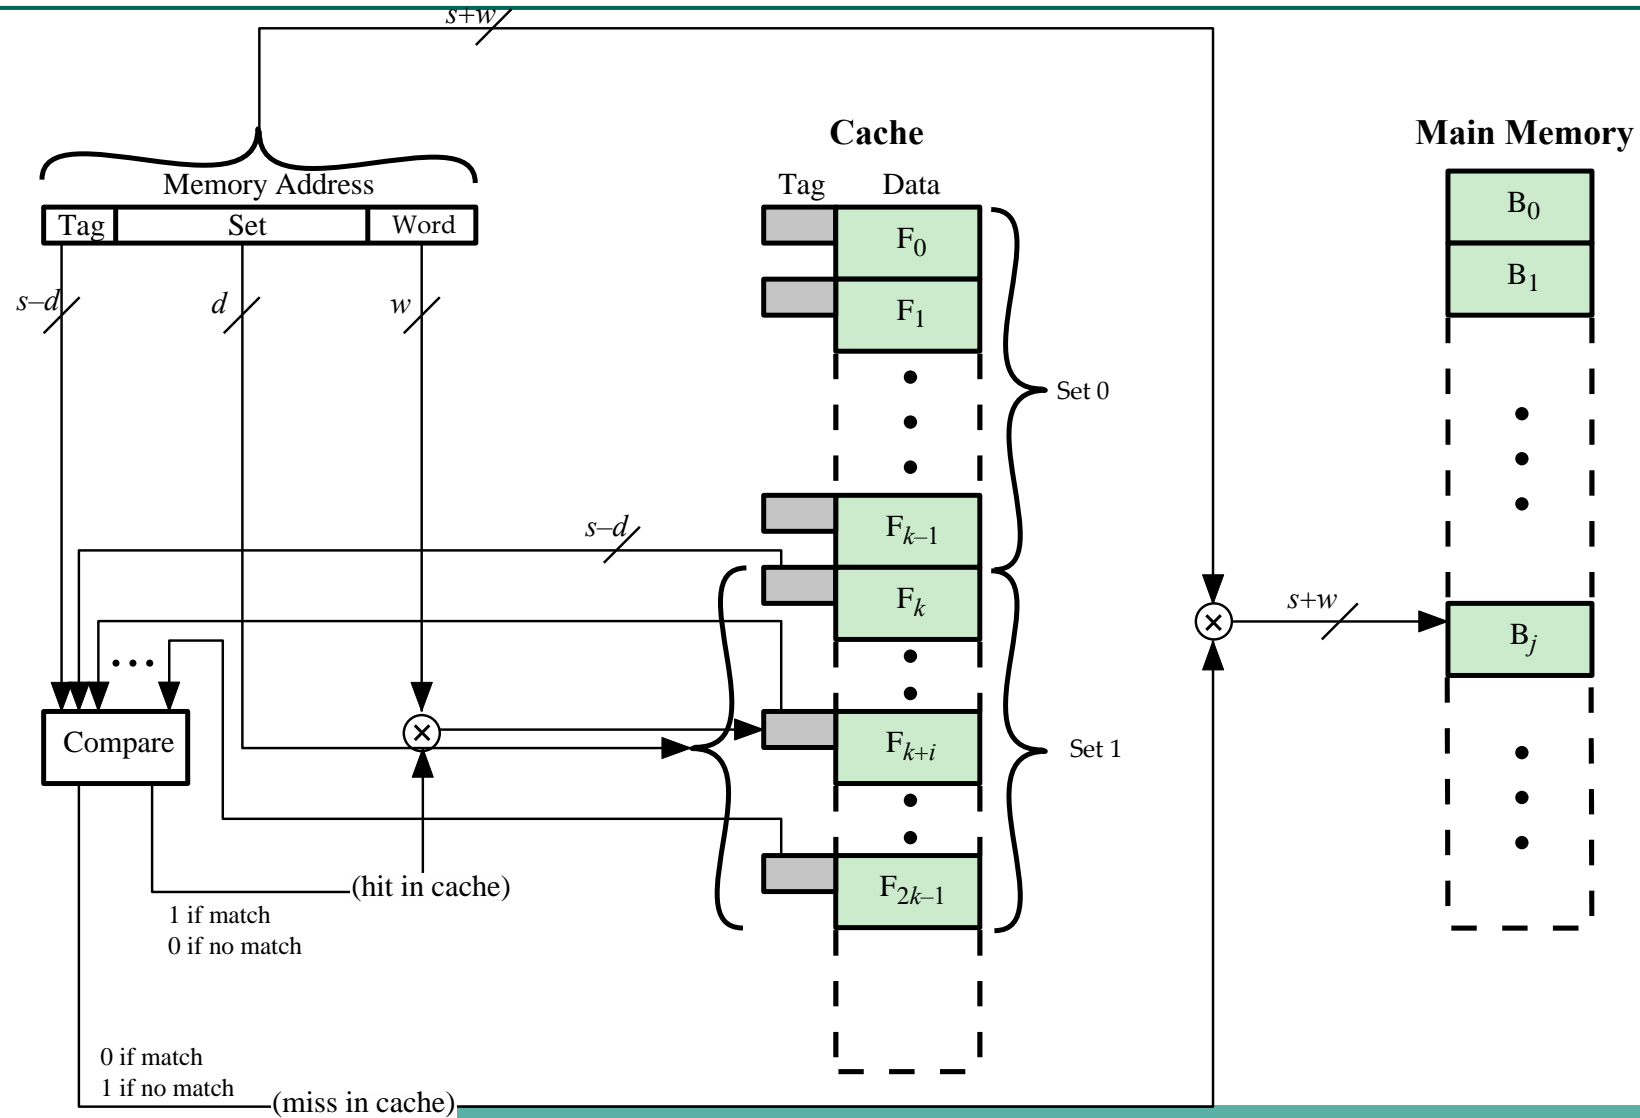 s+w
Cache
Main Memory
Memory Address
Tag Data
Tag Set Word
F0
B0
F1
B1
s–d
d
w
Set 0
s–d
Fk–1
Fk
s+w
Bj
Compare
Fk+i
Set 1
F2k–1
(hit in cache)
1 if match
0 if no match
0 if match
1 if no match
(miss in cache)